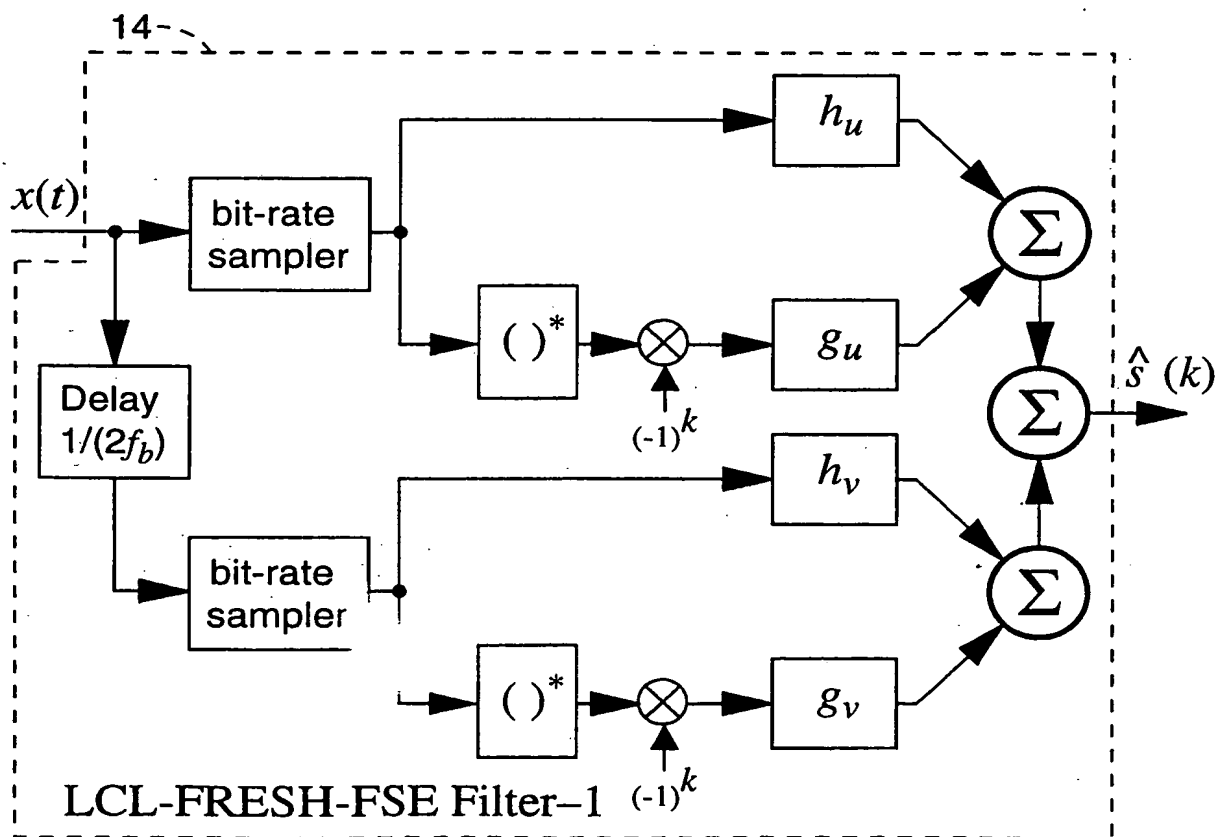 14
x(t)
bit-rate
sampler
h_u
Σ
( )*
g_u
(-1)^k
Delay
1/(2f_b)
Σ
ŝ (k)
h_v
bit-rate
sampler
Σ
( )*
g_v
(-1)^k
LCL-FRESH-FSE Filter–1